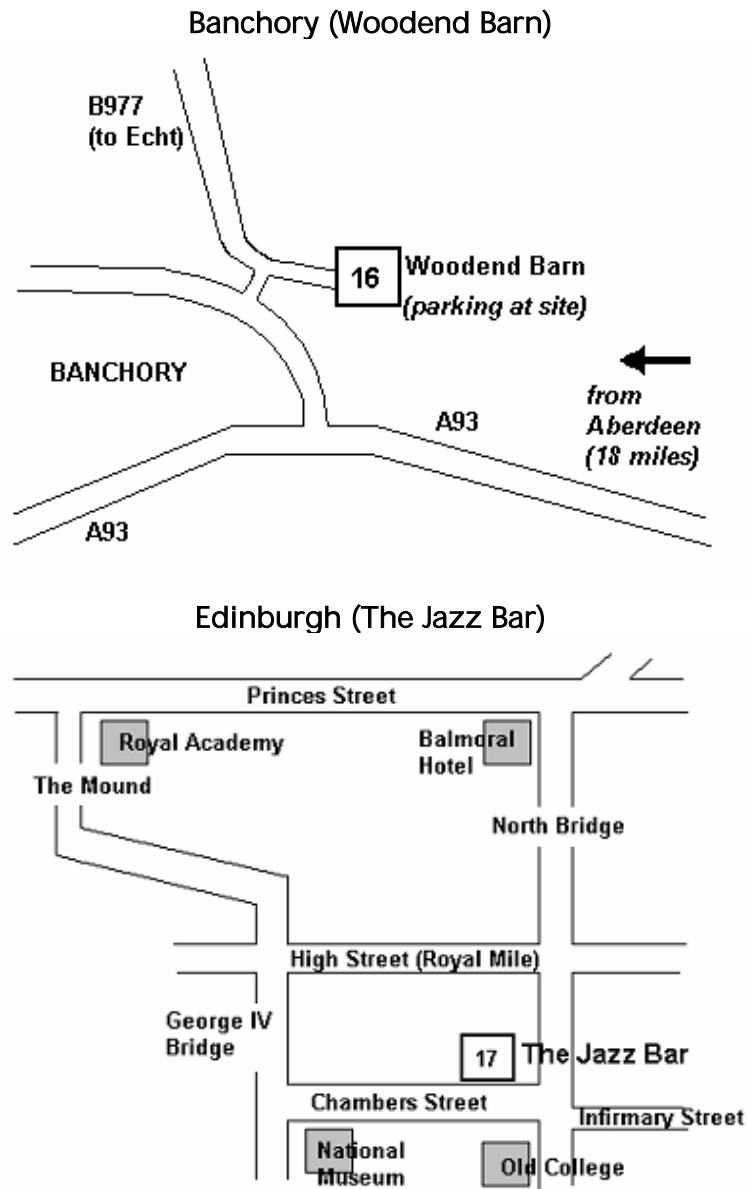 Banchory (Woodend Barn)
B977
(to Echt)
16
Woodend Barn
(parking at site)
BANCHORY
from
Aberdeen
(18 miles)
A93
A93
Edinburgh (The Jazz Bar)
Princes Street
Royal Academy
Balmoral
Hotel
The Mound
North Bridge
High Street (Royal Mile)
George IV
Bridge
17
The Jazz Bar
Chambers Street
Infirmary Street
National
Museum
Old College